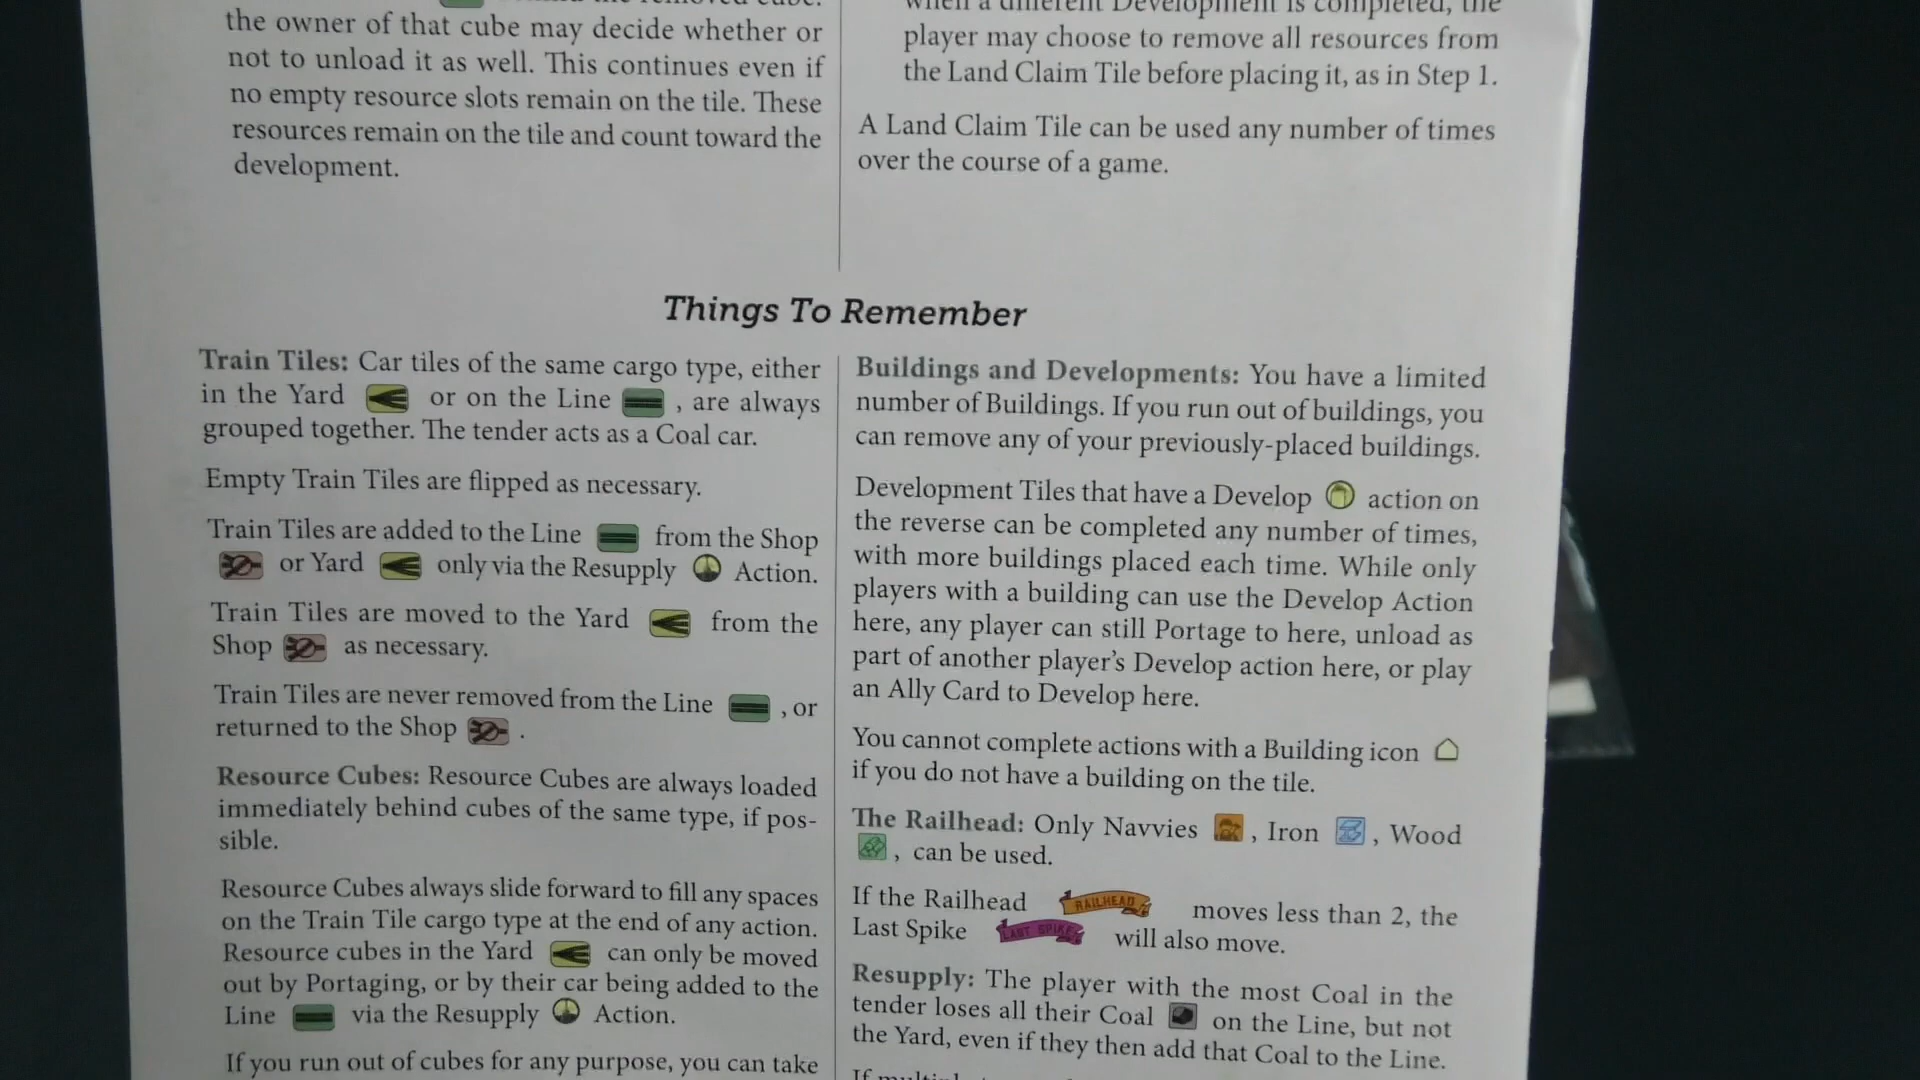 the owner of that cube may decide whether or
not to unload it as well. This continues even if
no empty resource slots remain on the tile. These
resources remain on the tile and count toward the
development.
when a different Development is completed, the
player may choose to remove all resources from
the Land Claim Tile before placing it, as in Step 1.
A Land Claim Tile can be used any number of times
over the course of a game.
Things To Remember
Train Tiles: Car tiles of the same cargo type, either
in the Yard or on the Line , are always
grouped together. The tender acts as a Coal car.
Empty Train Tiles are flipped as necessary.
Train Tiles are added to the Line from the Shop
or Yard only via the Resupply Action.
Train Tiles are moved to the Yard from the
Shop as necessary.
Train Tiles are never removed from the Line , or
returned to the Shop .
Resource Cubes: Resource Cubes are always loaded
immediately behind cubes of the same type, if pos-
sible.
Resource Cubes always slide forward to fill any spaces
on the Train Tile cargo type at the end of any action.
Resource cubes in the Yard can only be moved
out by Portaging, or by their car being added to the
Line via the Resupply Action.
If you run out of cubes for any purpose, you can take
Buildings and Developments: You have a limited
number of Buildings. If you run out of buildings, you
can remove any of your previously-placed buildings.
Development Tiles that have a Develop action on
the reverse can be completed any number of times,
with more buildings placed each time. While only
players with a building can use the Develop Action
here, any player can still Portage to here, unload as
part of another player's Develop action here, or play
an Ally Card to Develop here.
You cannot complete actions with a Building icon
if you do not have a building on the tile.
The Railhead: Only Navvies , Iron , Wood
, can be used.
If the Railhead RAILHEAD moves less than 2, the
Last Spike LAST SPIKE will also move.
Resupply: The player with the most Coal in the
tender loses all their Coal on the Line, but not
the Yard, even if they then add that Coal to the Line.